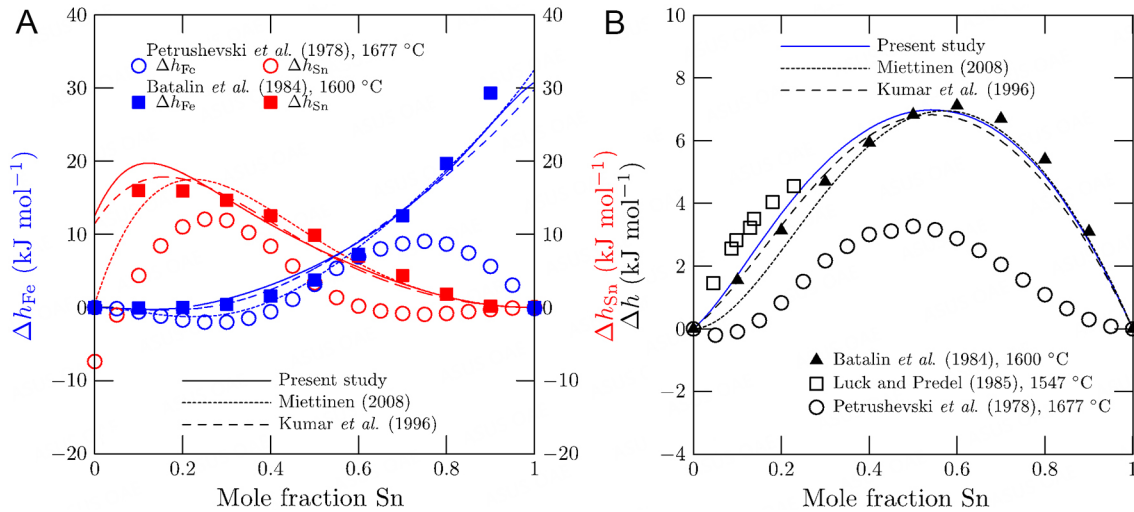 A
Petrushevski et al. (1978), 1677 °C
Δh_Fe Δh_Sn
Batalin et al. (1984), 1600 °C
Δh_Fe Δh_Sn
Present study
Miettinen (2008)
Kumar et al. (1996)
40
30
20
10
0
−10
−20
40
30
20
10
0
−10
−20
0 0.2 0.4 0.6 0.8 1
Mole fraction Sn
Δh_Fe (kJ mol⁻¹)
Δh_Sn (kJ mol⁻¹)
B
Present study
Miettinen (2008)
Kumar et al. (1996)
Batalin et al. (1984), 1600 °C
Luck and Predel (1985), 1547 °C
Petrushevski et al. (1978), 1677 °C
10
8
6
4
2
0
−2
−4
0 0.2 0.4 0.6 0.8 1
Mole fraction Sn
Δh (kJ mol⁻¹)